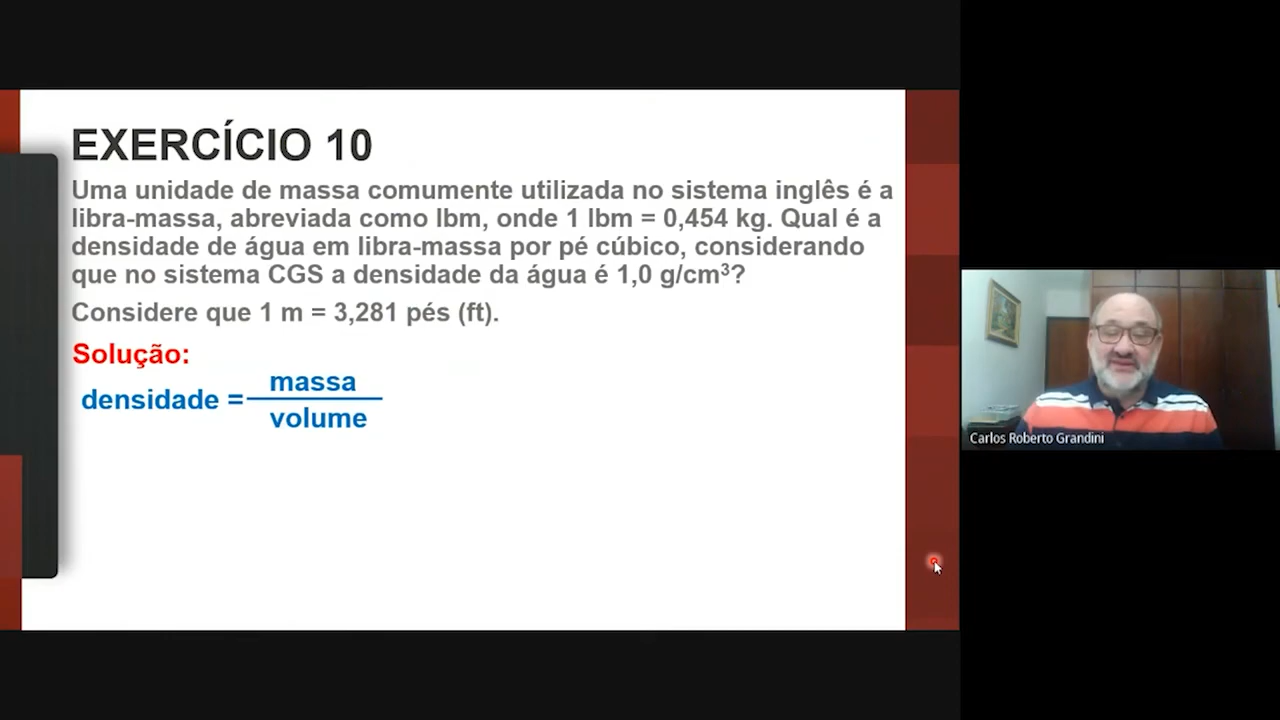 EXERCÍCIO 10
Uma unidade de massa comumente utilizada no sistema inglês é a
libra-massa, abreviada como lbm, onde 1 lbm = 0,454 kg. Qual é a
densidade de água em libra-massa por pé cúbico, considerando
que no sistema CGS a densidade da água é 1,0 g/cm³?
Considere que 1 m = 3,281 pés (ft).
Solução:
densidade = massa
volume
Carlos Roberto Grandini